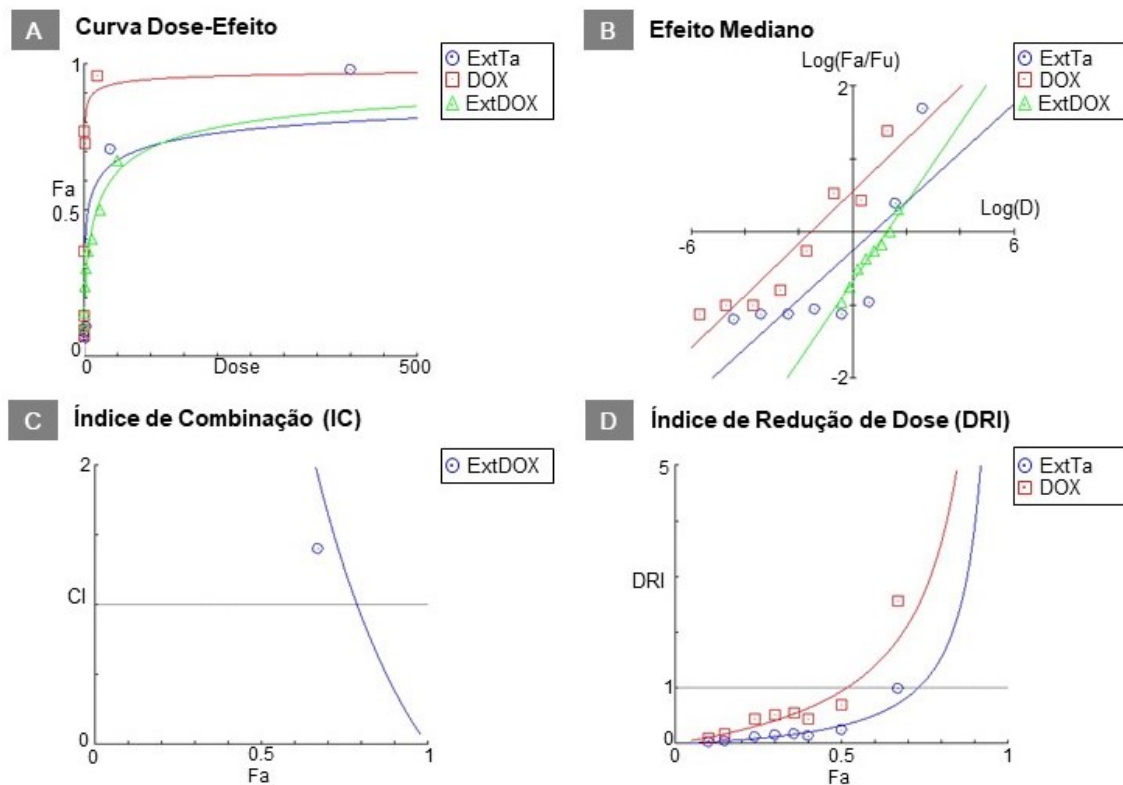 A Curva Dose-Efeito
ExtTa
DOX
ExtDOX
1
Fa
0.5
0
0
Dose
500
B Efeito Mediano
ExtTa
DOX
ExtDOX
Log(Fa/Fu)
2
Log(D)
-6
6
-2
C Índice de Combinação (IC)
ExtDOX
2
CI
0
0
0.5
1
Fa
D Índice de Redução de Dose (DRI)
ExtTa
DOX
5
DRI
1
0
0
0.5
1
Fa